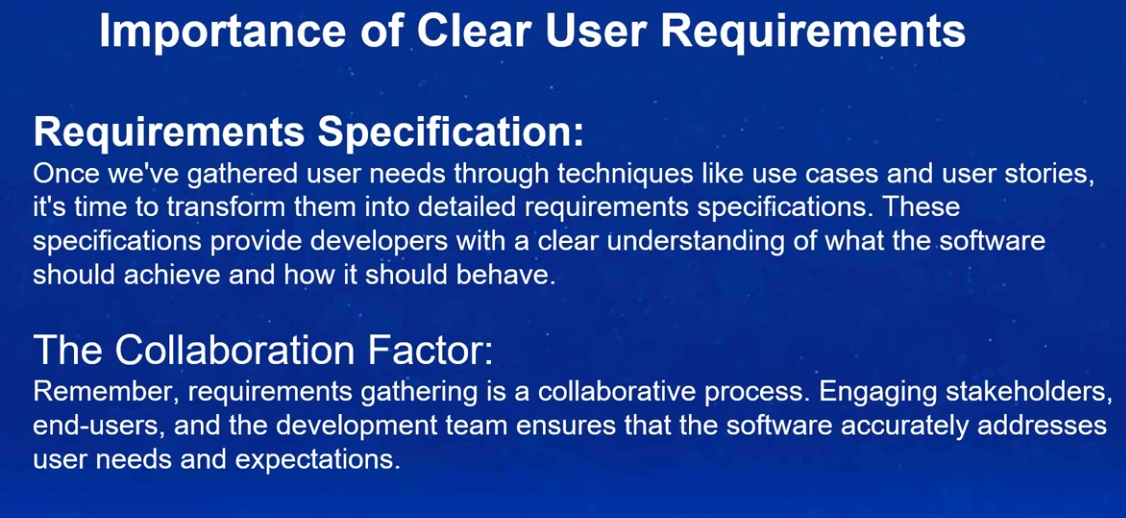 Importance of Clear User Requirements
Requirements Specification:
Once we've gathered user needs through techniques like use cases and user stories,
it's time to transform them into detailed requirements specifications. These
specifications provide developers with a clear understanding of what the software
should achieve and how it should behave.
The Collaboration Factor:
Remember, requirements gathering is a collaborative process. Engaging stakeholders,
end-users, and the development team ensures that the software accurately addresses
user needs and expectations.